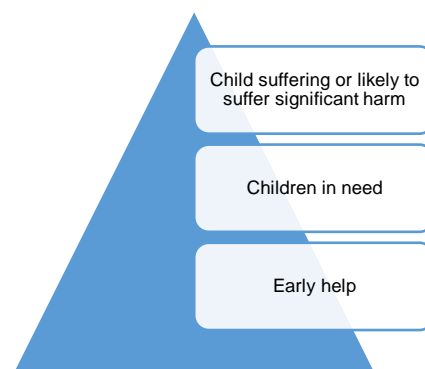 Child suffering or likely to
suffer significant harm
Children in need
Early help